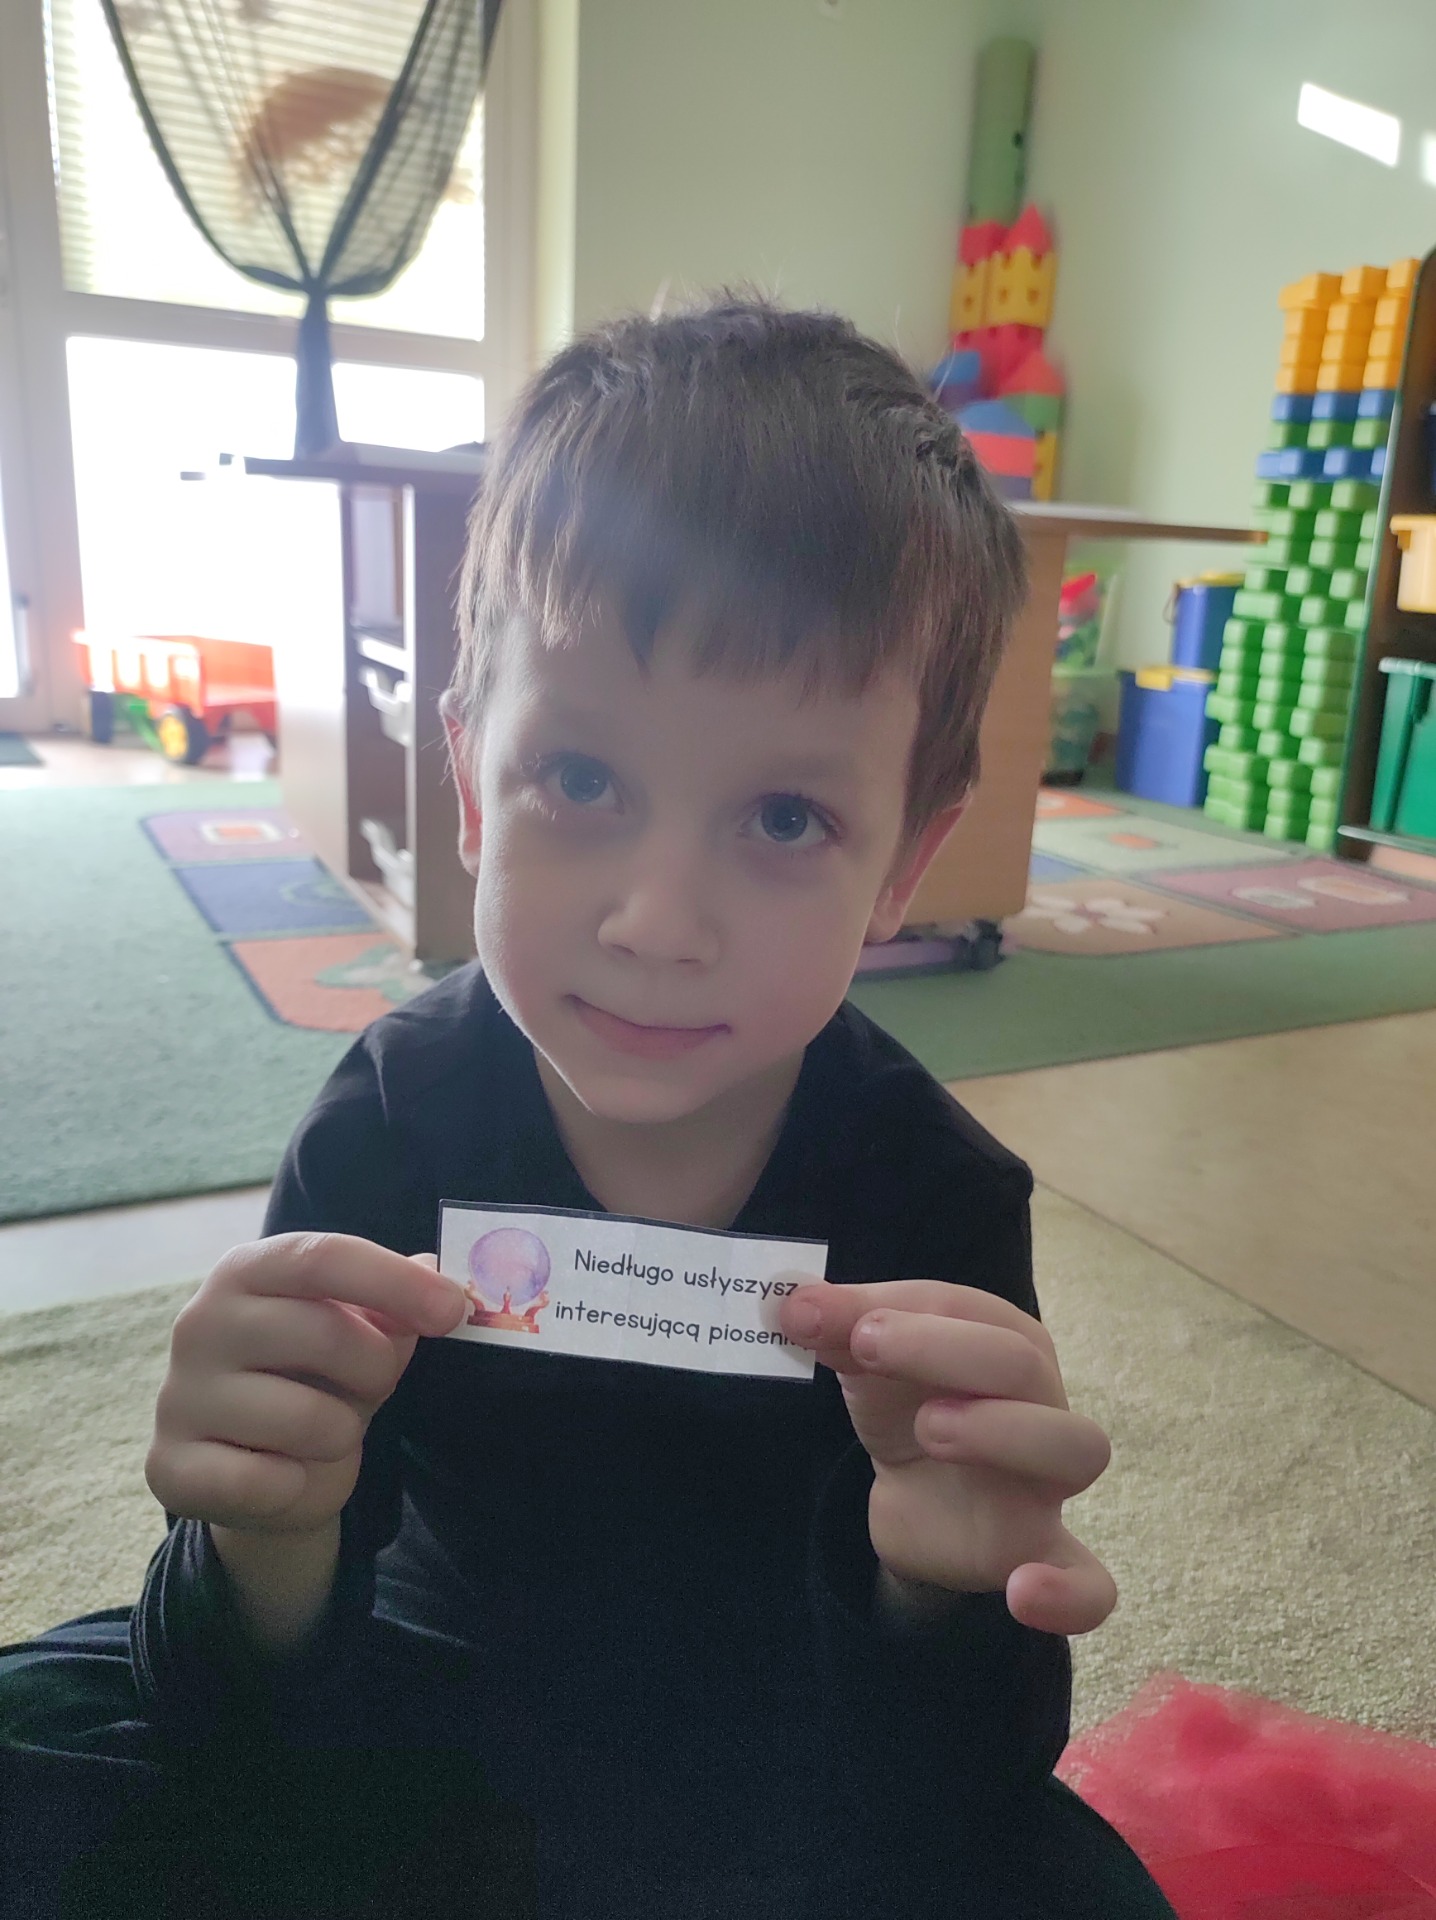 Niedługo usłyszysz
interesującą